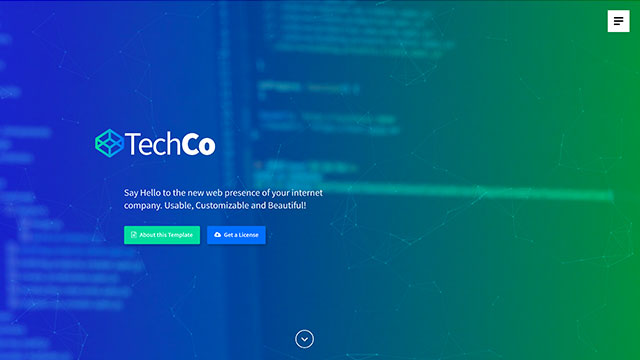 TechCo
Say Hello to the new web presence of your internet
company. Usable, Customizable and Beautiful!
About this Template
Get a License